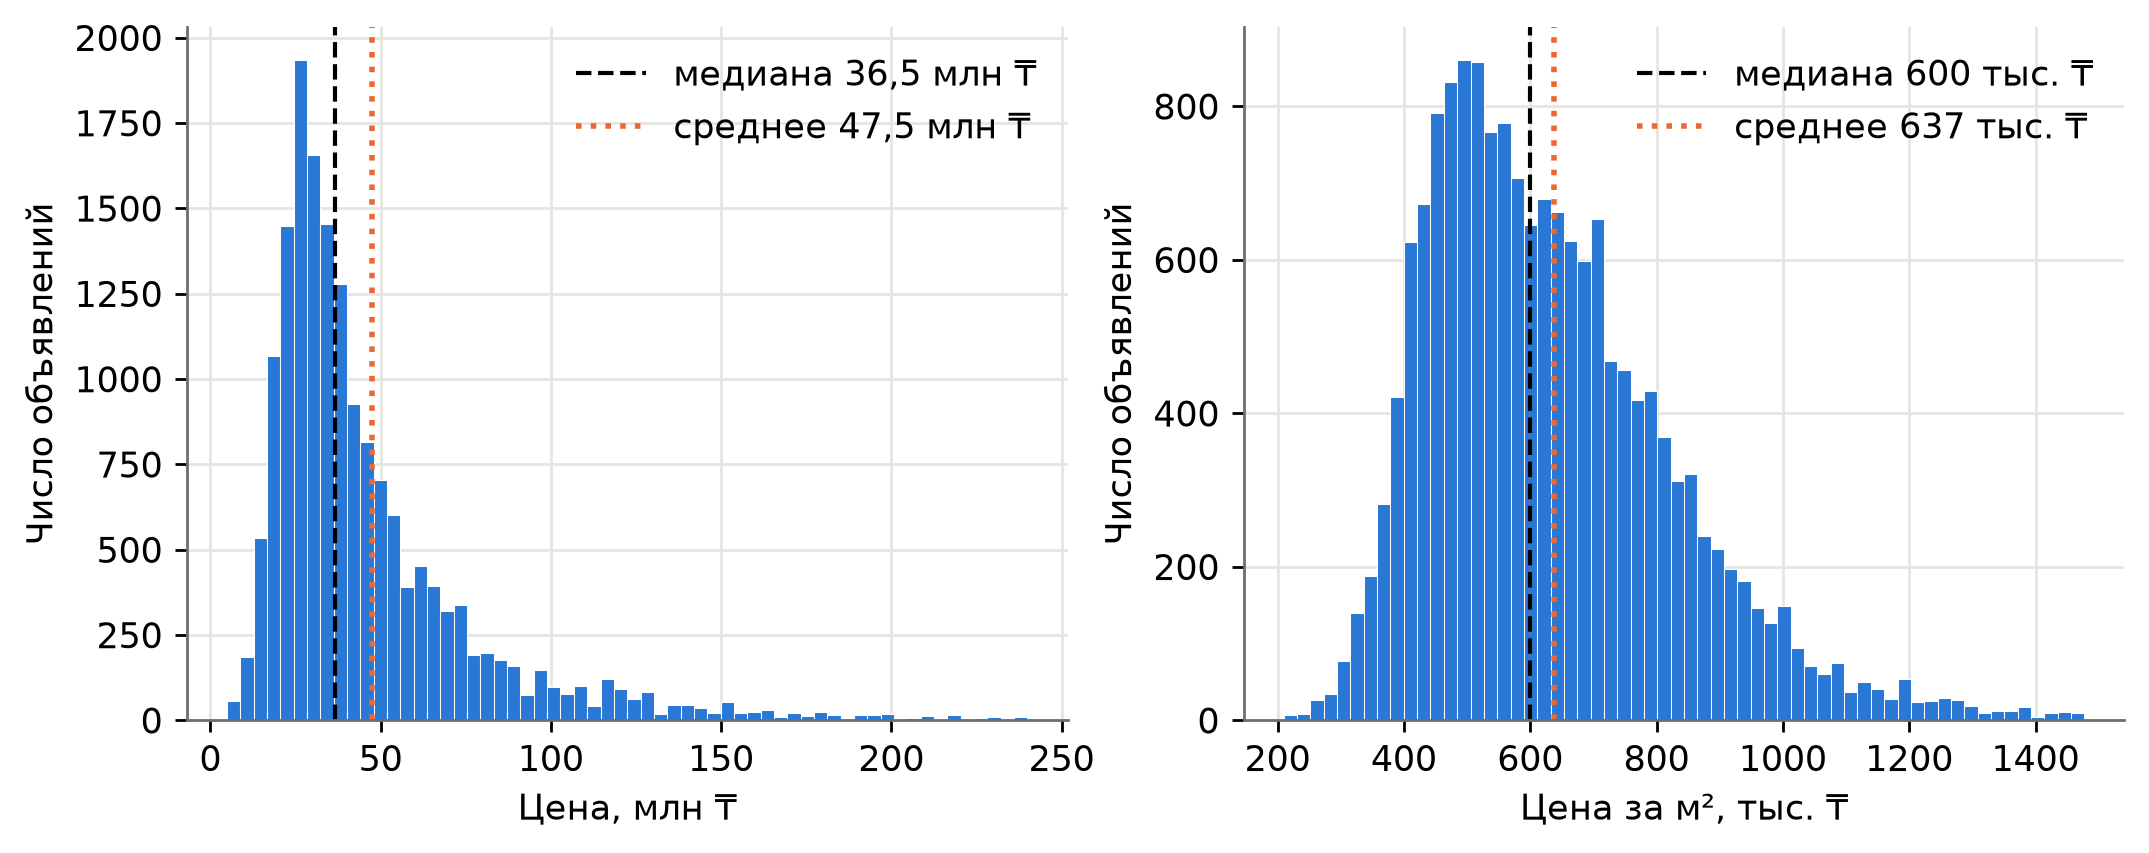 медиана 36,5 млн ₸
среднее 47,5 млн ₸
Число объявлений
2000
1750
1500
1250
1000
750
500
250
0
0 50 100 150 200 250
Цена, млн ₸
медиана 600 тыс. ₸
среднее 637 тыс. ₸
Число объявлений
800
600
400
200
0
200 400 600 800 1000 1200 1400
Цена за м², тыс. ₸